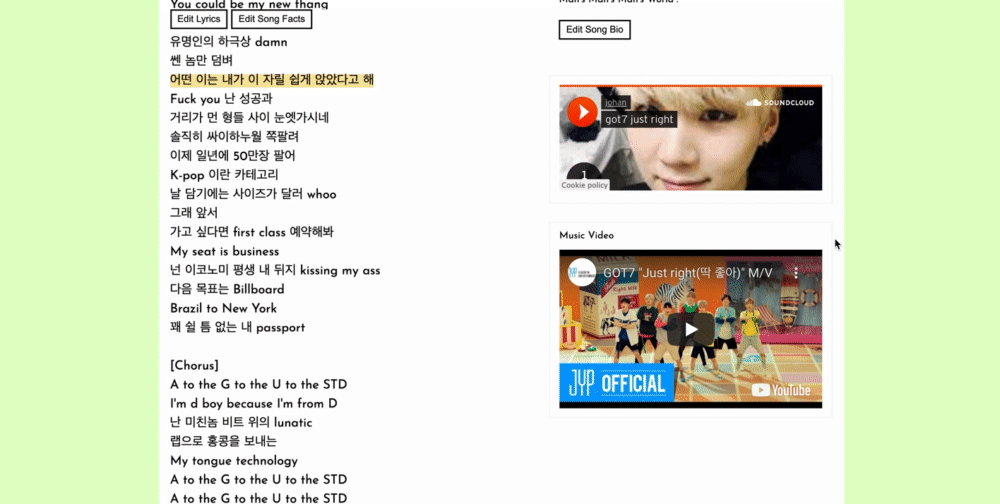 You could be my new thang
Edit Lyrics
Edit Song Facts
유명인의 하극상 damn
쎈 놈만 덤벼
어떤 이는 내가 이 자릴 쉽게 앉았다고 해
Fuck you 난 성공과
거리가 먼 형들 사이 눈엣가시네
솔직히 싸이하누월 쪽팔려
이제 일년에 50만장 팔어
K-pop 이란 카테고리
날 담기에는 사이즈가 달러 whoo
그래 앞서
가고 싶다면 first class 예약해봐
My seat is business
넌 이코노미 평생 내 뒤지 kissing my ass
다음 목표는 Billboard
Brazil to New York
꽤 쉴 틈 없는 내 passport
[Chorus]
A to the G to the U to the STD
I'm d boy because I'm from D
난 미친놈 비트 위의 lunatic
랩으로 홍콩을 보내는
My tongue technology
A to the G to the U to the STD
A to the G to the U to the STD
Man's Man's Man's World".
Edit Song Bio
johan
got7 just right
SOUNDCLOUD
1
Cookie policy
Music Video
GOT7 "Just right(딱 좋아)" M/V
JYP OFFICIAL
YouTube